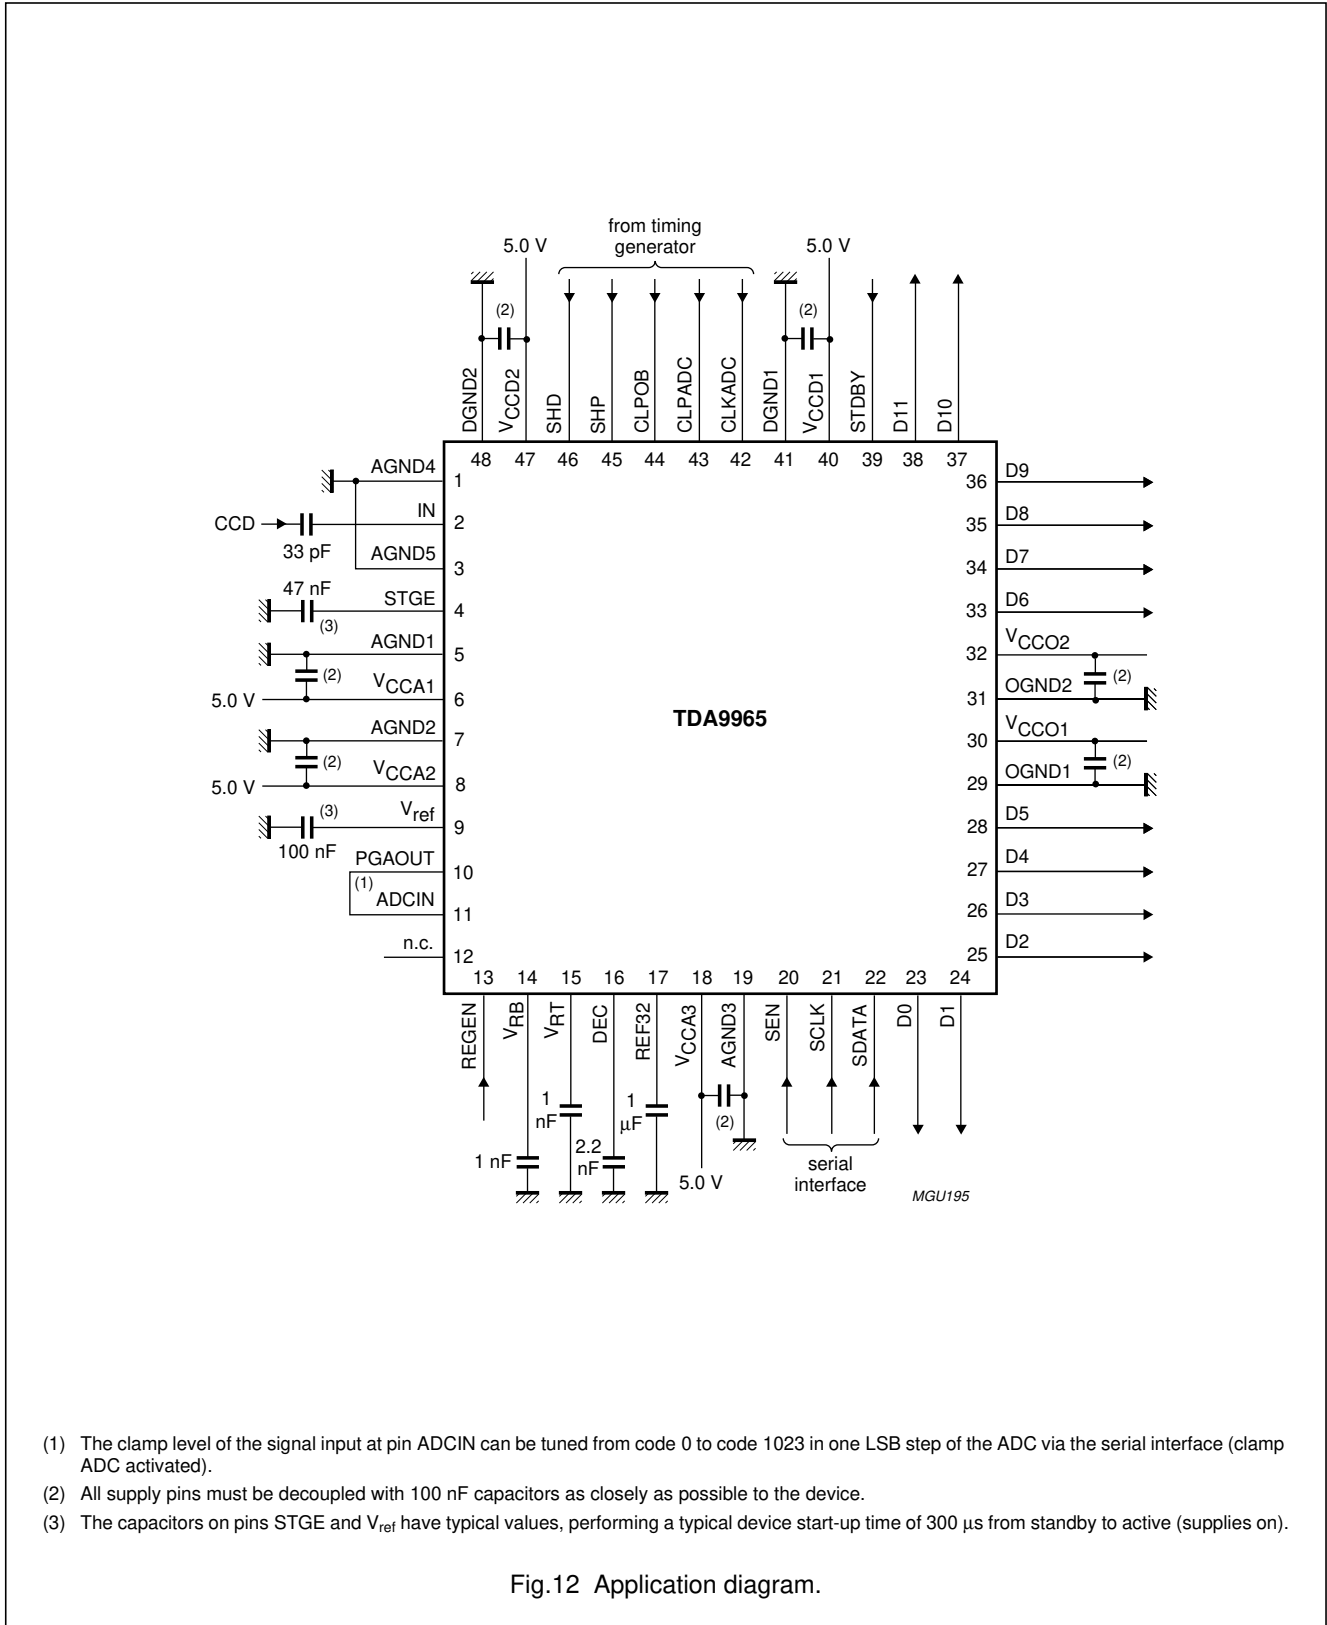 from timing
generator
5.0 V
5.0 V
(2)
(2)
DGND2
VCCD2
SHD
SHP
CLPOB
CLPADC
CLKADC
DGND1
VCCD1
STDBY
D11
D10
48 47 46 45 44 43 42 41 40 39 38 37
AGND4 1
CCD IN 2
33 pF
AGND5 3
47 nF
STGE 4
(3)
AGND1 5
(2)
5.0 V VCCA1 6
AGND2 7
(2)
5.0 V VCCA2 8
(3)
Vref 9
100 nF
PGAOUT 10
(1)
ADCIN 11
n.c. 12
TDA9965
36 D9
35 D8
34 D7
33 D6
32 VCCO2
(2)
31 OGND2
30 VCCO1
(2)
29 OGND1
28 D5
27 D4
26 D3
25 D2
13 14 15 16 17 18 19 20 21 22 23 24
REGEN
VRB
VRT
DEC
REF32
VCCA3
AGND3
SEN
SCLK
SDATA
D0
D1
1 nF
1
nF
2.2
nF
1
μF
(2)
5.0 V
serial
interface
MGU195
(1) The clamp level of the signal input at pin ADCIN can be tuned from code 0 to code 1023 in one LSB step of the ADC via the serial interface (clamp
ADC activated).
(2) All supply pins must be decoupled with 100 nF capacitors as closely as possible to the device.
(3) The capacitors on pins STGE and Vref have typical values, performing a typical device start-up time of 300 μs from standby to active (supplies on).
Fig.12 Application diagram.